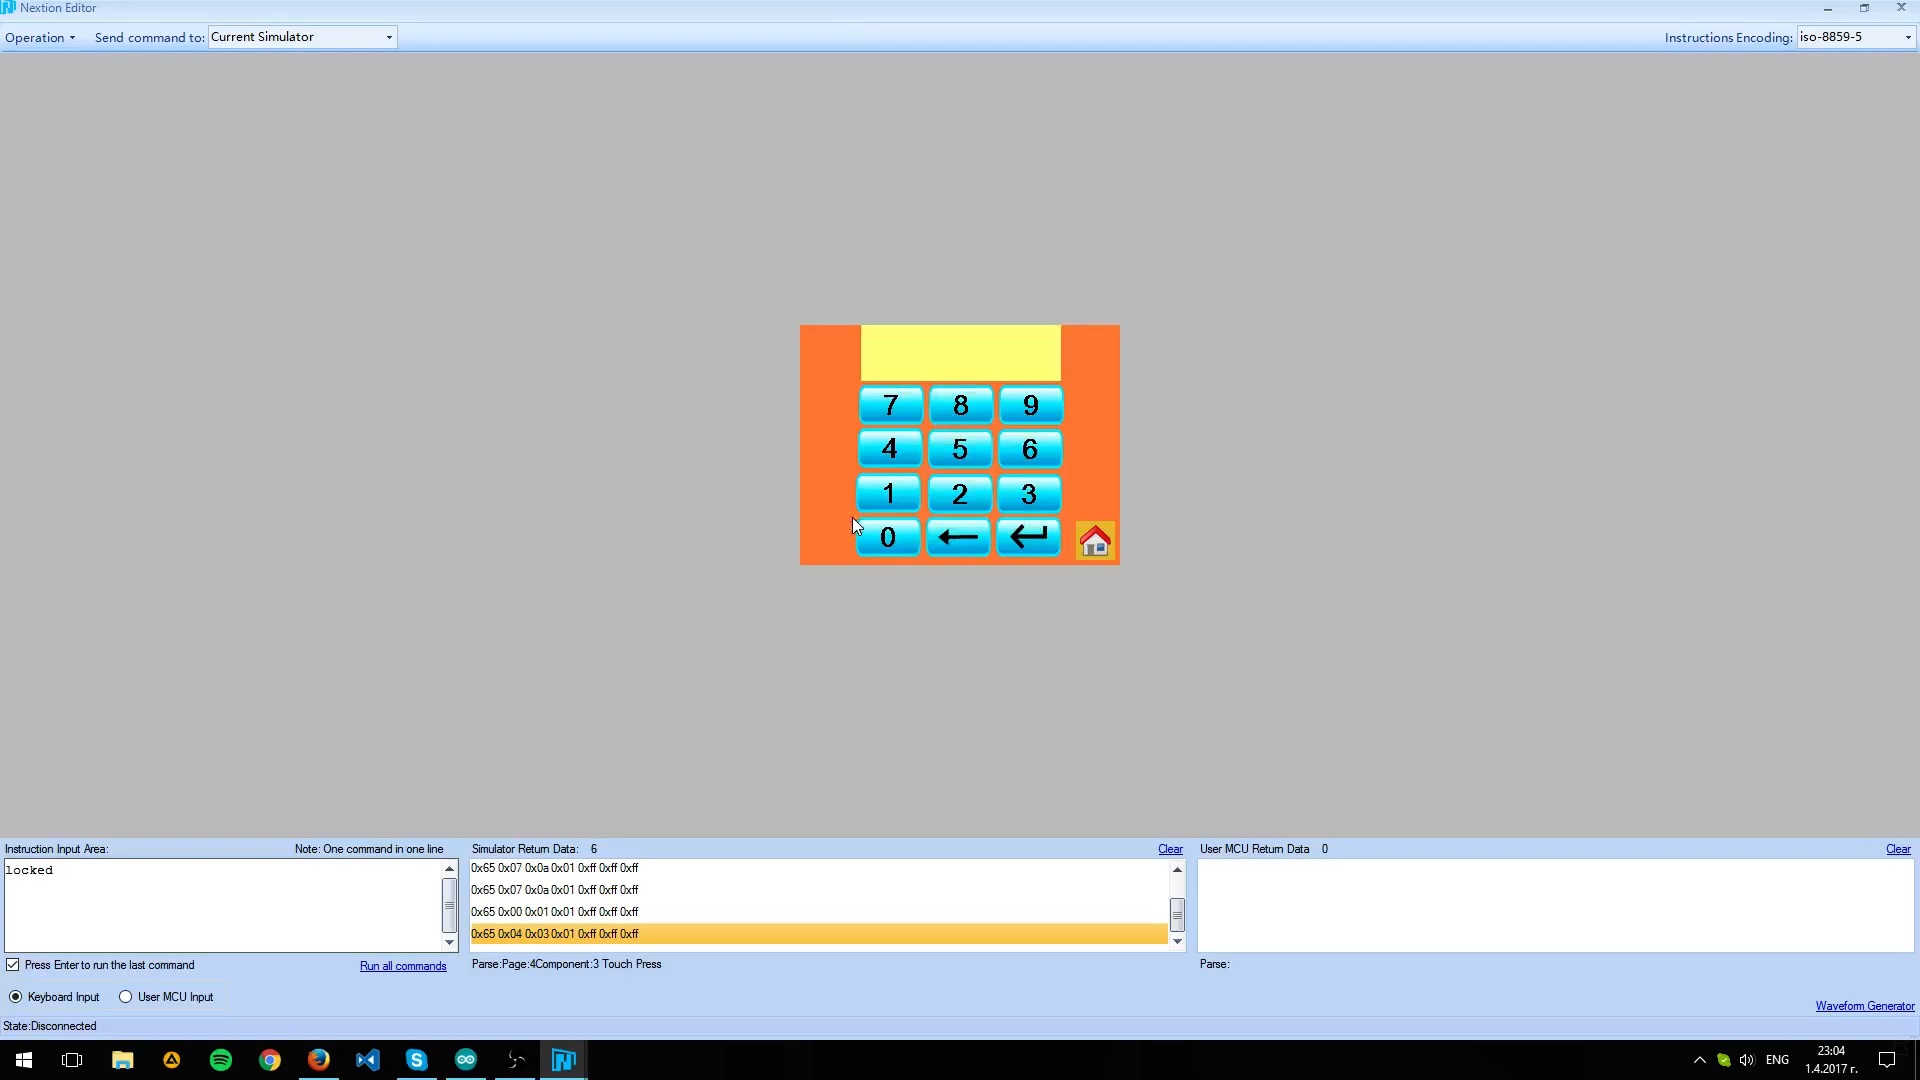 Nextion Editor
Operation Send command to: Current Simulator Instructions Encoding: iso-8859-5
7 8 9
4 5 6
1 2 3
0
Instruction Input Area: Note: One command in one line
locked
Press Enter to run the last command Run all commands
Keyboard Input User MCU Input
State:Disconnected
Simulator Return Data: 6 Clear
0x65 0x07 0x0a 0x01 0xff 0xff 0xff
0x65 0x07 0x0a 0x01 0xff 0xff 0xff
0x65 0x00 0x01 0x01 0xff 0xff 0xff
0x65 0x04 0x03 0x01 0xff 0xff 0xff
Parse:Page:4Component:3 Touch Press
User MCU Return Data 0 Clear
Parse:
Waveform Generator
ENG
23:04
1.4.2017 г.